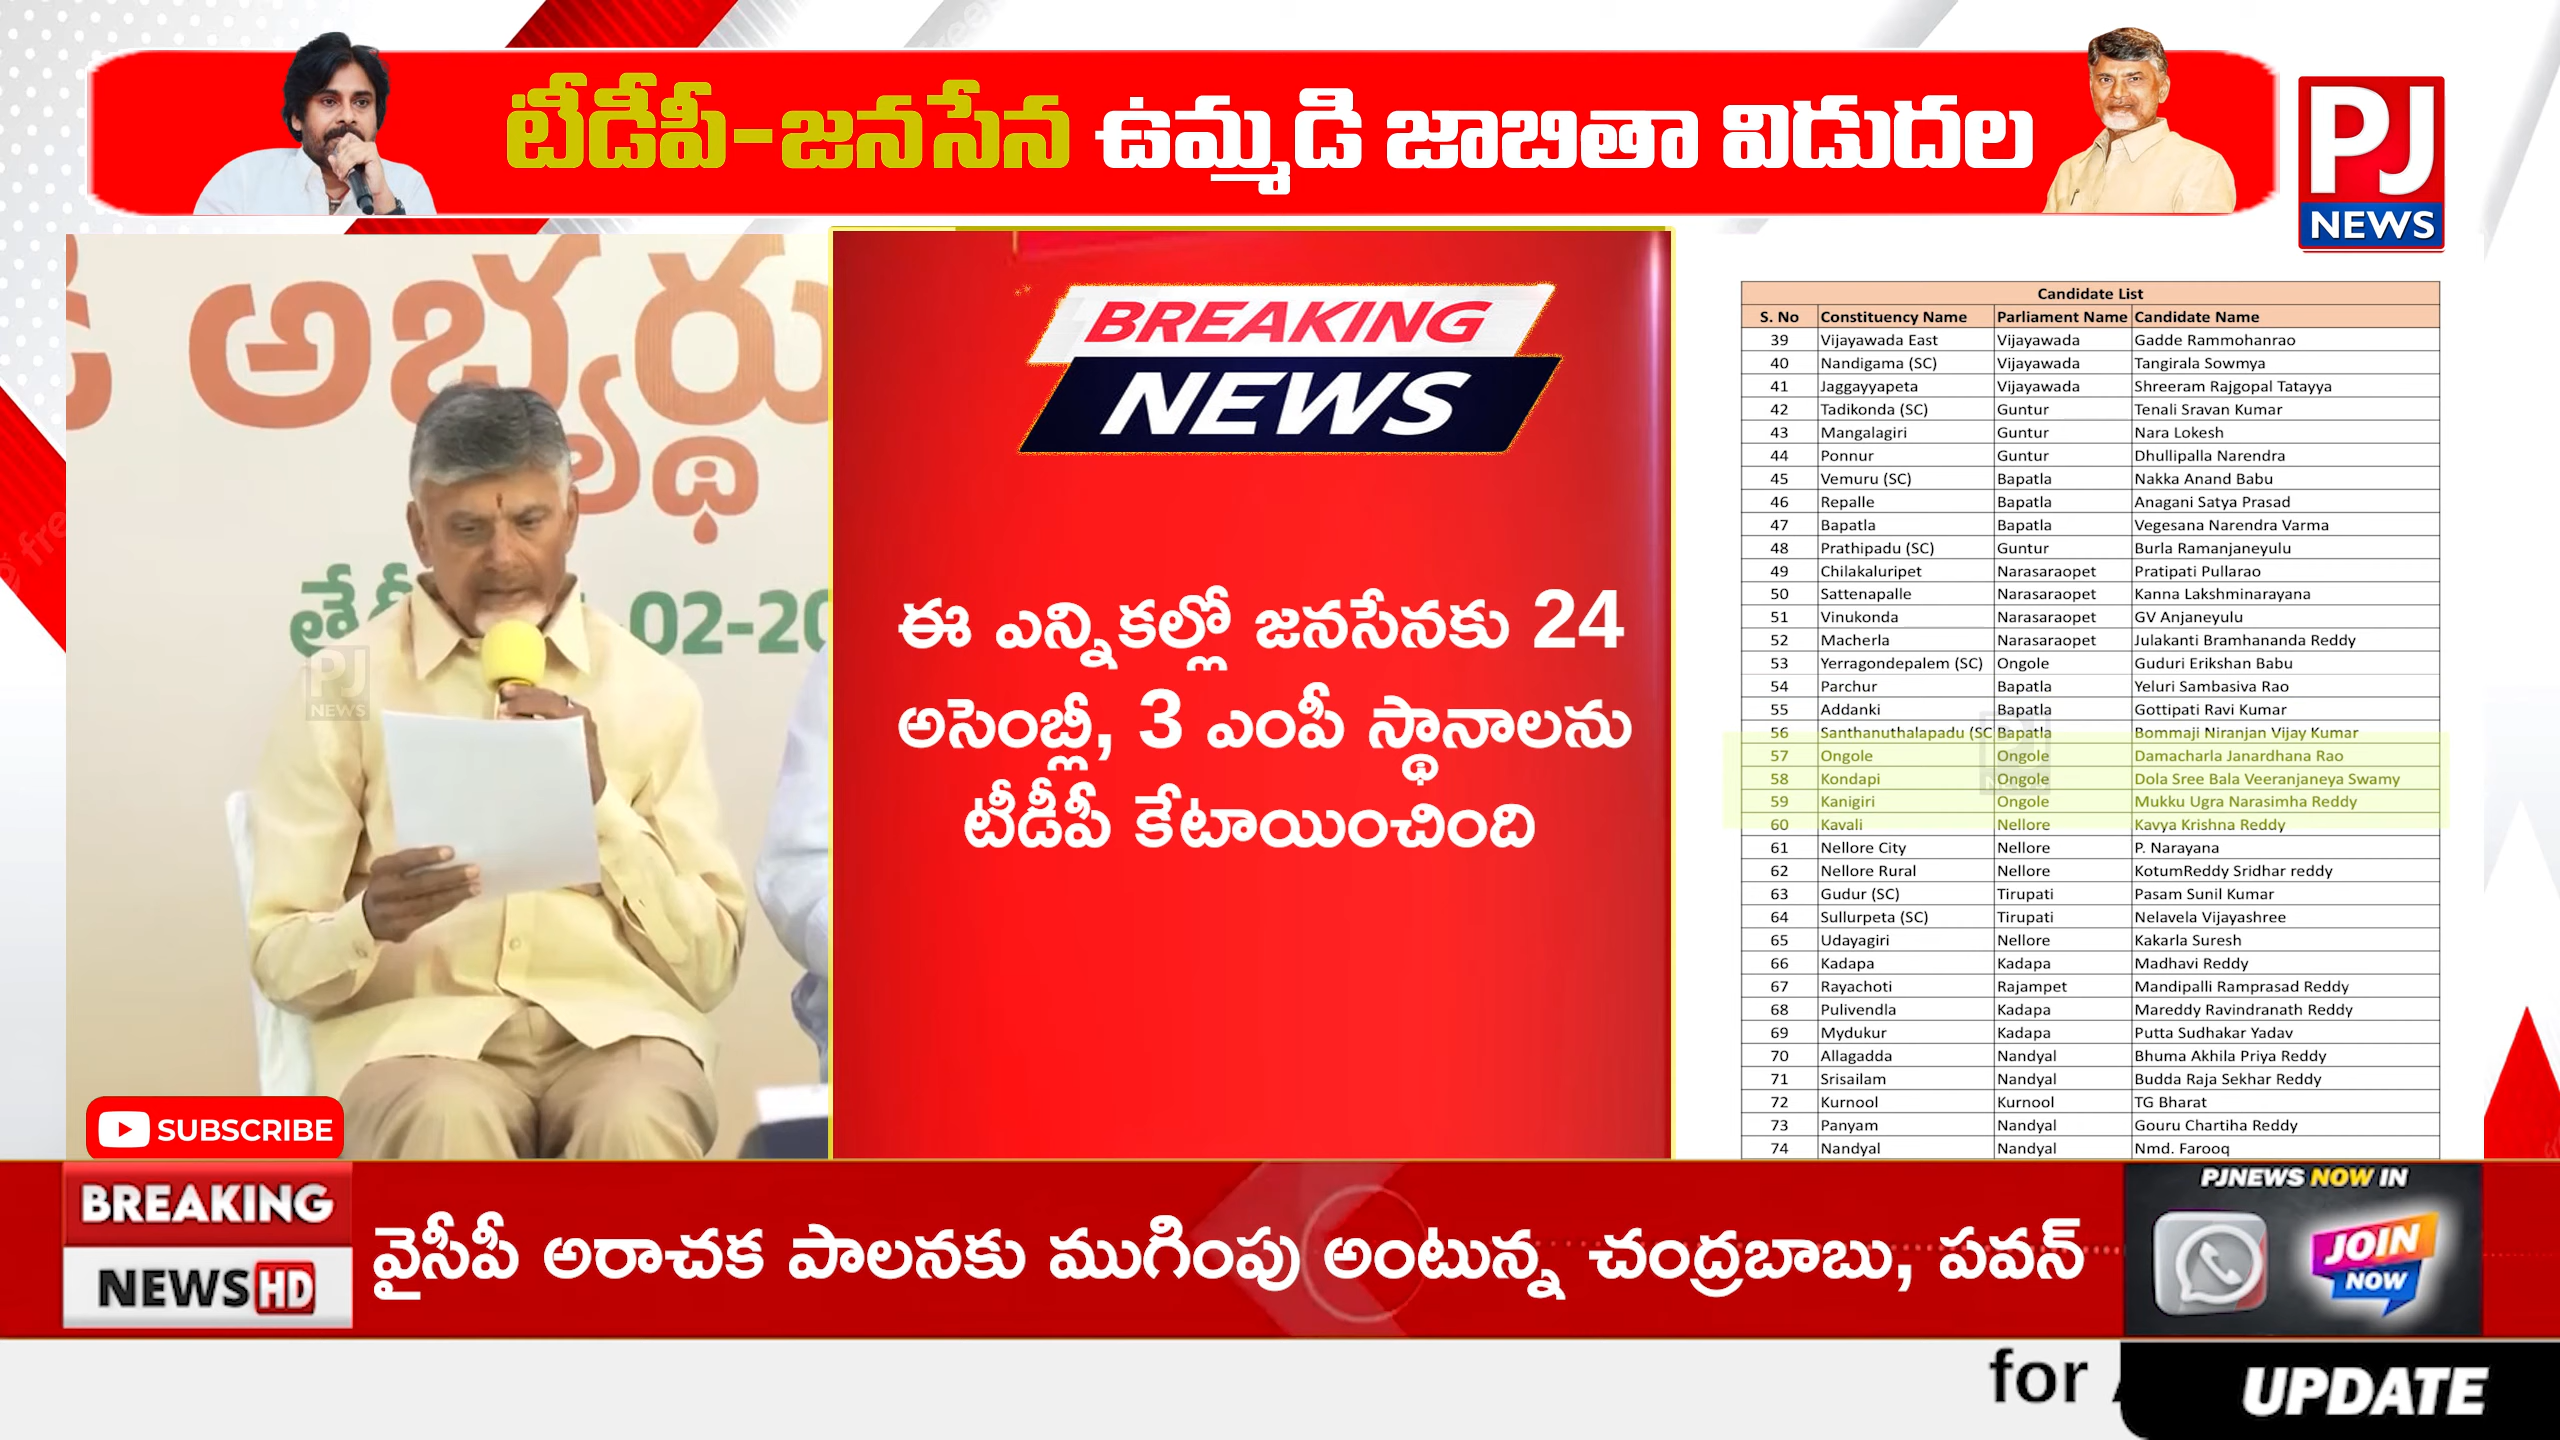 టీడీపీ-జనసేన ఉమ్మడి జాబితా విడుదల
PJ
NEWS
అభ్యర్థు
-02-20
PJ
NEWS
SUBSCRIBE
BREAKING
NEWS
ఈ ఎన్నికల్లో జనసేనకు 24
అసెంబ్లీ, 3 ఎంపీ స్థానాలను
టీడీపీ కేటాయించింది
Candidate List
S. No Constituency Name Parliament Name Candidate Name
39 Vijayawada East Vijayawada Gadde Rammohanrao
40 Nandigama (SC) Vijayawada Tangirala Sowmya
41 Jaggayyapeta Vijayawada Shreeram Rajgopal Tatayya
42 Tadikonda (SC) Guntur Tenali Sravan Kumar
43 Mangalagiri Guntur Nara Lokesh
44 Ponnur Guntur Dhullipalla Narendra
45 Vemuru (SC) Bapatla Nakka Anand Babu
46 Repalle Bapatla Anagani Satya Prasad
47 Bapatla Bapatla Vegesana Narendra Varma
48 Prathipadu (SC) Guntur Burla Ramanjaneyulu
49 Chilakaluripet Narasaraopet Pratipati Pullarao
50 Sattenapalle Narasaraopet Kanna Lakshminarayana
51 Vinukonda Narasaraopet GV Anjaneyulu
52 Macherla Narasaraopet Julakanti Bramhananda Reddy
53 Yerragondepalem (SC) Ongole Guduri Erikshan Babu
54 Parchur Bapatla Yeluri Sambasiva Rao
55 Addanki Bapatla Gottipati Ravi Kumar
56 Santhanuthalapadu (SC Bapatla Bommaji Niranjan Vijay Kumar
57 Ongole Ongole Damacharla Janardhana Rao
58 Kondapi Ongole Dola Sree Bala Veeranjaneya Swamy
59 Kanigiri Ongole Mukku Ugra Narasimha Reddy
60 Kavali Nellore Kavya Krishna Reddy
61 Nellore City Nellore P. Narayana
62 Nellore Rural Nellore KotumReddy Sridhar reddy
63 Gudur (SC) Tirupati Pasam Sunil Kumar
64 Sullurpeta (SC) Tirupati Nelavela Vijayashree
65 Udayagiri Nellore Kakarla Suresh
66 Kadapa Kadapa Madhavi Reddy
67 Rayachoti Rajampet Mandipalli Ramprasad Reddy
68 Pulivendla Kadapa Mareddy Ravindranath Reddy
69 Mydukur Kadapa Putta Sudhakar Yadav
70 Allagadda Nandyal Bhuma Akhila Priya Reddy
71 Srisailam Nandyal Budda Raja Sekhar Reddy
72 Kurnool Kurnool TG Bharat
73 Panyam Nandyal Gouru Chartiha Reddy
74 Nandyal Nandyal Nmd. Farooq
BREAKING
NEWS HD
వైసీపీ అరాచక పాలనకు ముగింపు అంటున్న చంద్రబాబు, పవన్
PJNEWS NOW IN
JOIN
NOW
for
UPDATE